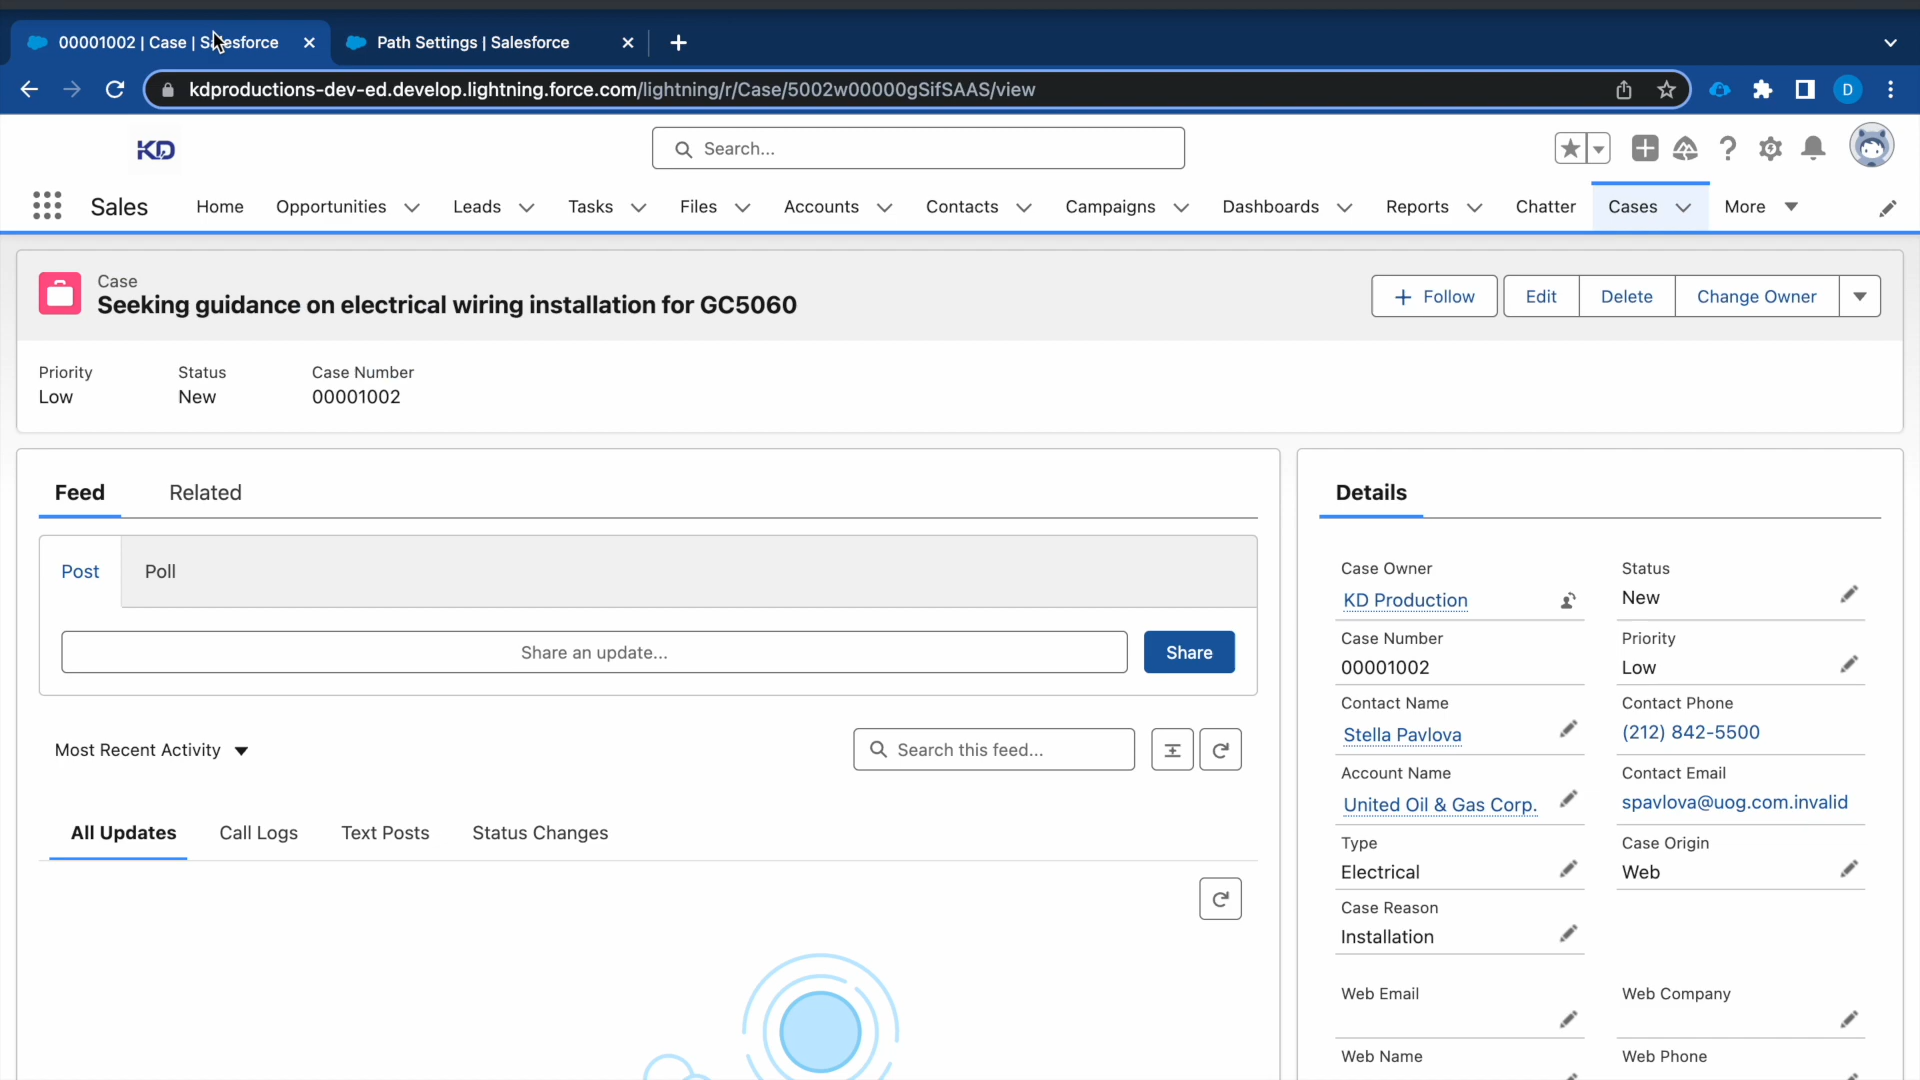 00001002 | Case | Salesforce
Path Settings | Salesforce
kdproductions-dev-ed.develop.lightning.force.com/lightning/r/Case/5002w00000gSifSAAS/view
D
KD
Search...
Sales
Home
Opportunities
Leads
Tasks
Files
Accounts
Contacts
Campaigns
Dashboards
Reports
Chatter
Cases
More
Case
Seeking guidance on electrical wiring installation for GC5060
Follow
Edit
Delete
Change Owner
Priority
Status
Case Number
Low
New
00001002
Feed
Related
Post
Poll
Share an update...
Share
Most Recent Activity
Search this feed...
All Updates
Call Logs
Text Posts
Status Changes
Details
Case Owner
KD Production
Status
New
Case Number
00001002
Priority
Low
Contact Name
Stella Pavlova
Contact Phone
(212) 842-5500
Account Name
United Oil & Gas Corp.
Contact Email
spavlova@uog.com.invalid
Type
Electrical
Case Origin
Web
Case Reason
Installation
Web Email
Web Company
Web Name
Web Phone